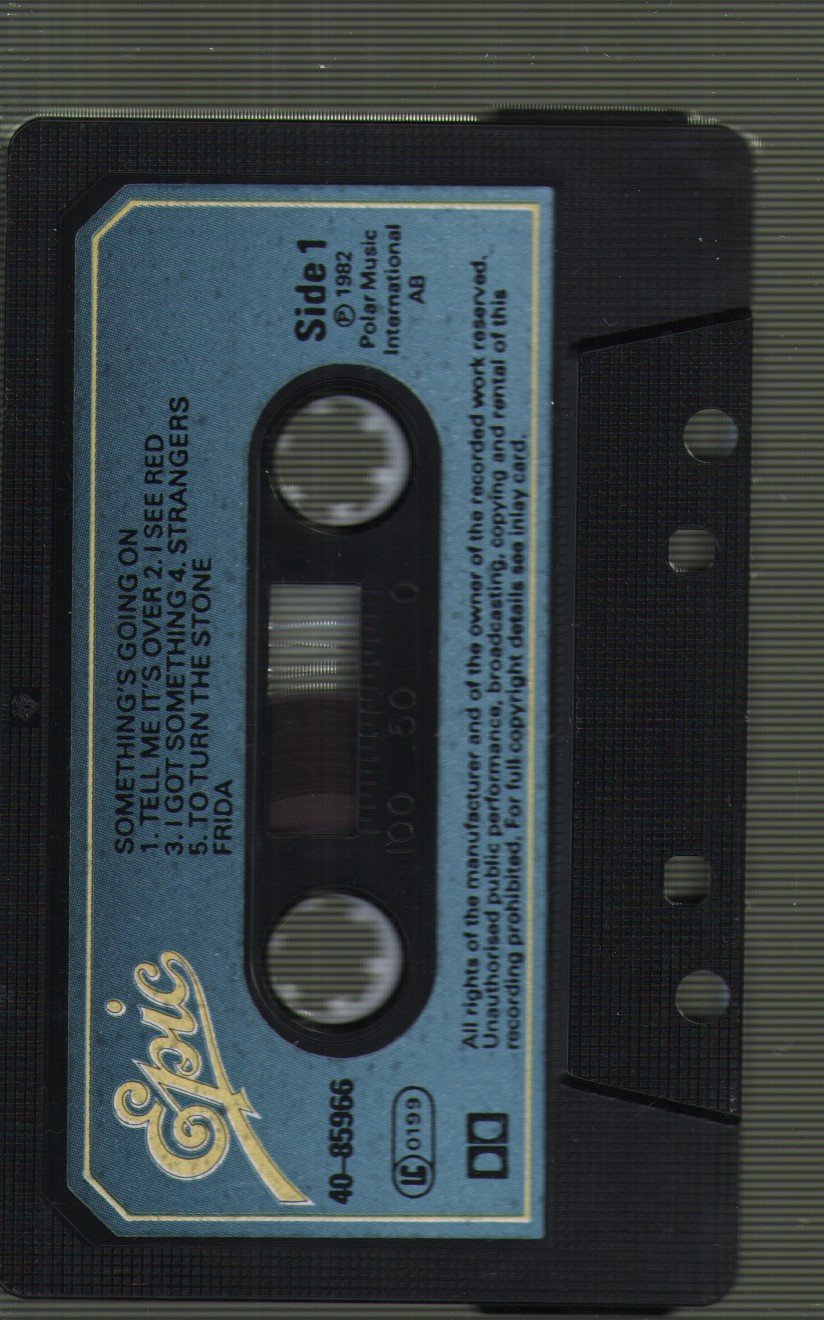 Epic
SOMETHING'S GOING ON
1. TELL ME IT'S OVER 2. I SEE RED
3. I GOT SOMETHING 4. STRANGERS
5. TO TURN THE STONE
FRIDA
40-85966
LC 0199
Side 1
Ⓟ 1982
Polar Music
International
AB
100 50 0
All rights of the manufacturer and of the owner of the recorded work reserved.
Unauthorised public performance, broadcasting, copying and rental of this
recording prohibited. For full copyright details see inlay card.